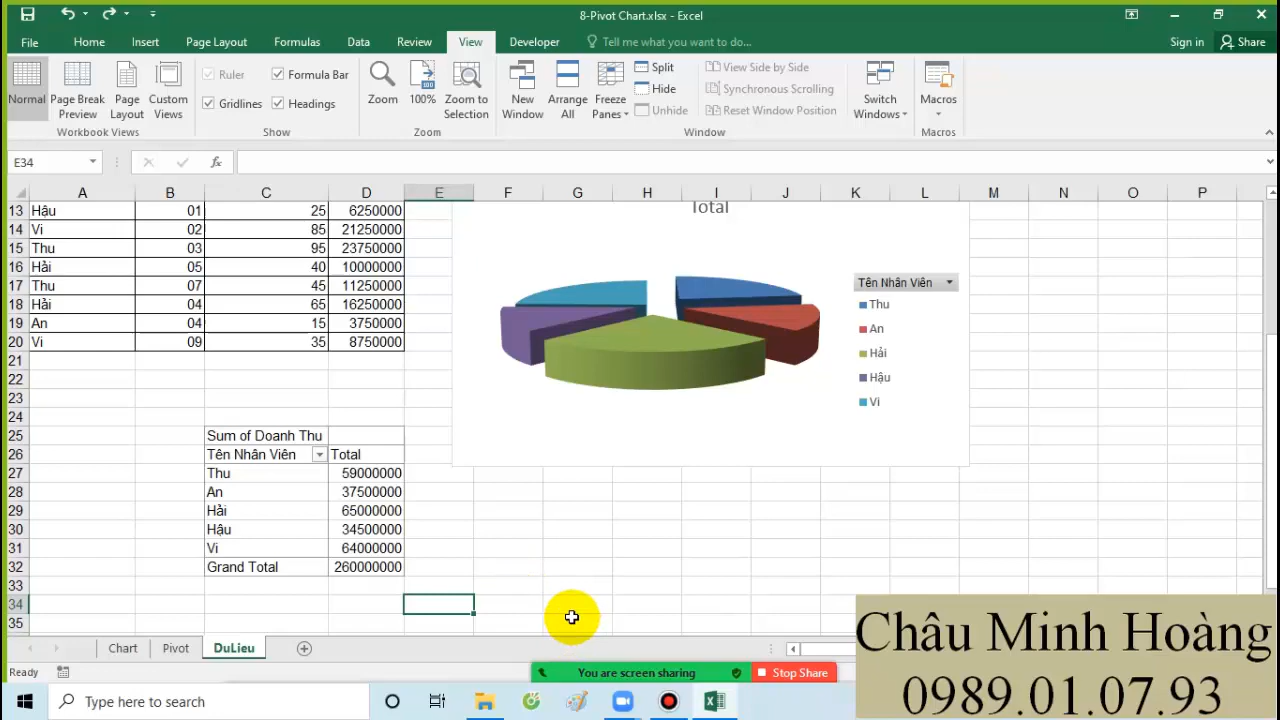 8-Pivot Chart.xlsx - Excel
File Home Insert Page Layout Formulas Data Review View Developer Tell me what you want to do... Sign in Share
Normal Page Break Preview Page Layout Custom Views
Ruler Formula Bar
Gridlines Headings
Zoom 100% Zoom to Selection
New Window Arrange All Freeze Panes
Split
Hide
Unhide
View Side by Side
Synchronous Scrolling
Reset Window Position
Switch Windows Macros
Workbook Views Show Zoom Window Macros
E34 fx
A B C D E F G H I J K L M N O P
13 Hậu 01 25 6250000
14 Vi 02 85 21250000
15 Thu 03 95 23750000
16 Hải 05 40 10000000
17 Thu 07 45 11250000
18 Hải 04 65 16250000
19 An 04 15 3750000
20 Vi 09 35 8750000
21
22
23
24
25 Sum of Doanh Thu
26 Tên Nhân Viên Total
27 Thu 59000000
28 An 37500000
29 Hải 65000000
30 Hậu 34500000
31 Vi 64000000
32 Grand Total 260000000
33
34
35
Total
Tên Nhân Viên
Thu
An
Hải
Hậu
Vi
Chart Pivot DuLieu
Ready
You are screen sharing Stop Share
Type here to search
Châu Minh Hoàng
0989.01.07.93